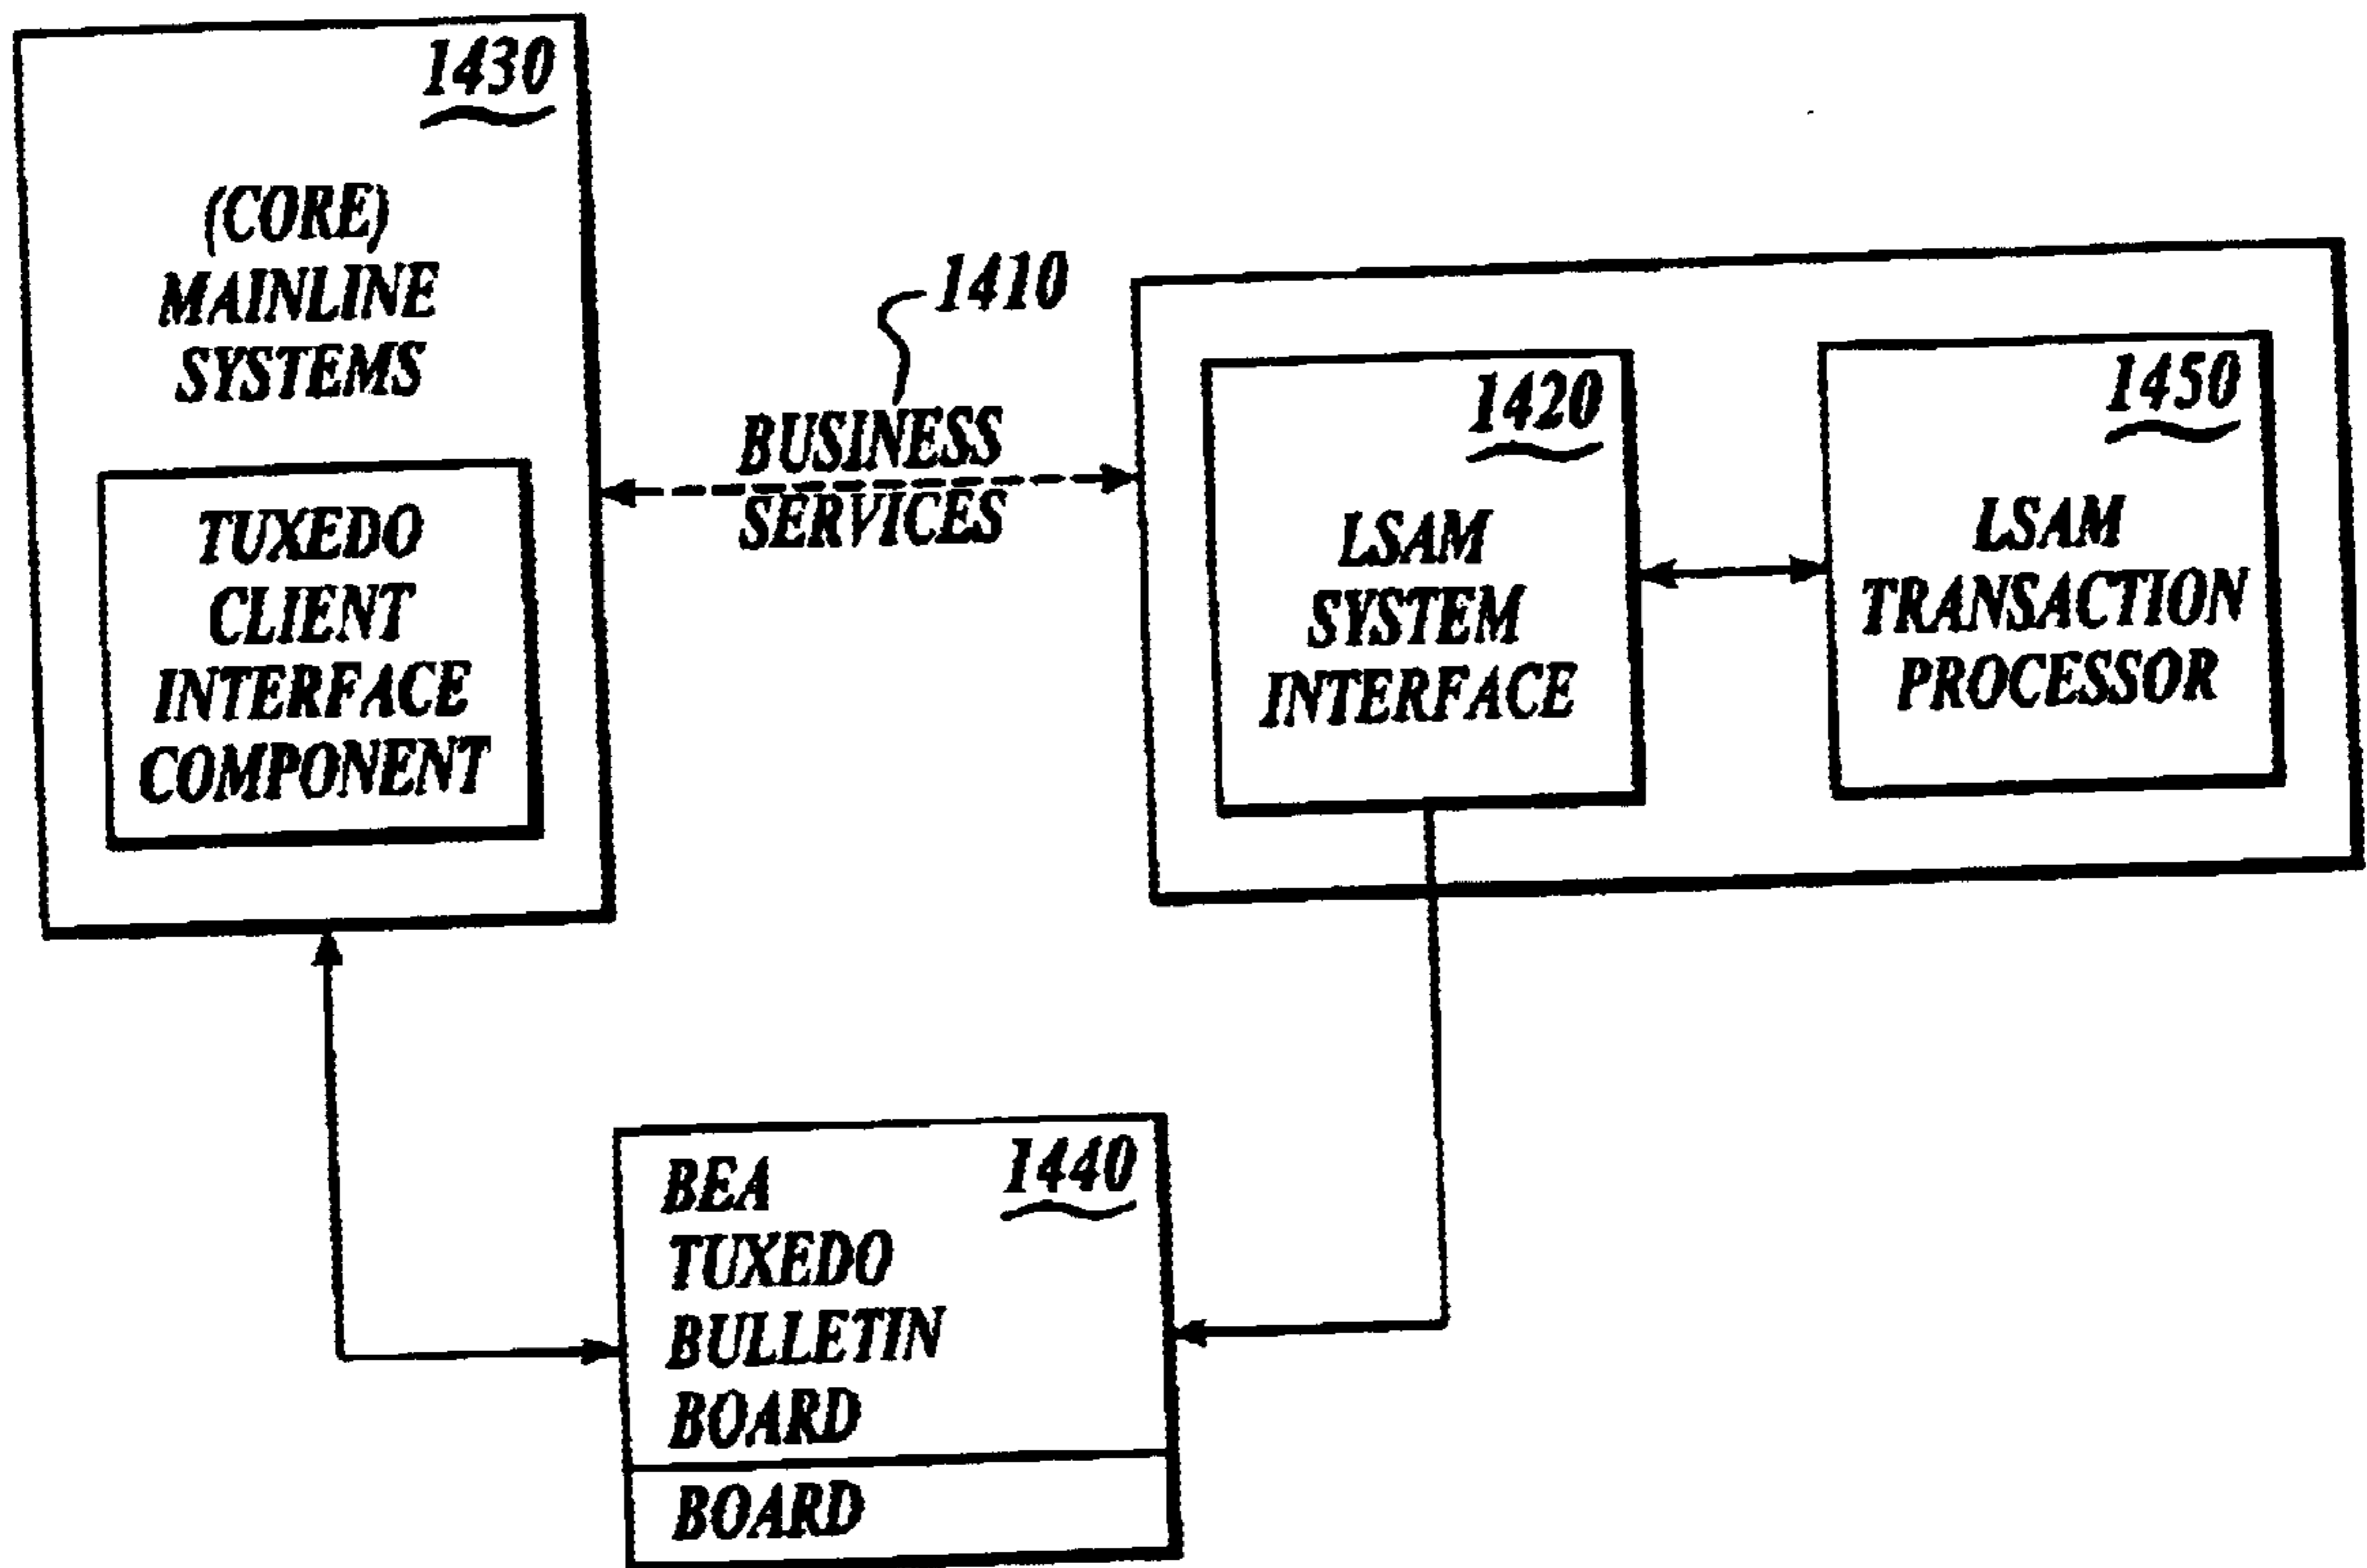 1430
(CORE)
MAINLINE
SYSTEMS
TUXEDO
CLIENT
INTERFACE
COMPONENT
1410
BUSINESS
SERVICES
1420
LSAM
SYSTEM
INTERFACE
1450
LSAM
TRANSACTION
PROCESSOR
1440
BEA
TUXEDO
BULLETIN
BOARD
BOARD